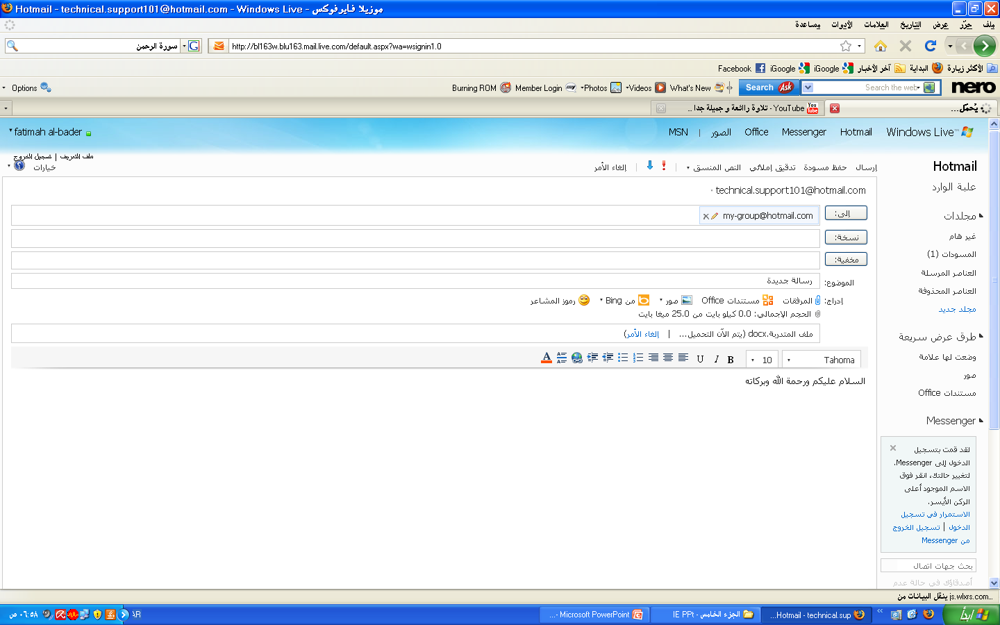 Hotmail - technical.support101@hotmail.com - Windows Live - موزيلا فايرفوكس
ملف حرّر عرض التاريخ العلامات الأدوات مساعدة
http://bl163w.blu163.mail.live.com/default.aspx?wa=wsignin1.0
سورة الرحمن
الأكثر زيارة البداية آخر الأخبار iGoogle iGoogle Facebook
nero Search the web Search What's New Videos Photos Member Login Burning ROM Options
يُحمّل...
YouTube - تلاوة راائعة و جميلة جدا ...
Windows Live Hotmail Messenger Office الصور | MSN
fatimah al-bader
ملف التعريف | تسجيل الخروج
خيارات
Hotmail
إرسال حفظ مسودة تدقيق إملائي النص المنسق | | إلغاء الأمر
علبة الوارد
مجلدات
غير هام
المسودات (1)
العناصر المرسلة
العناصر المحذوفة
مجلد جديد
طرق عرض سريعة
وضعت لها علامة
صور
مستندات Office
Messenger
لقد قمت بتسجيل
الدخول إلى Messenger.
لتغيير حالتك، انقر فوق
الاسم الموجود أعلى
الركن الأيسر.
الاستمرار في تسجيل
الدخول | تسجيل الخروج
من Messenger
بحث جهات اتصال
أصدقاؤك في حالة عدم
technical.support101@hotmail.com
إلى: my-group@hotmail.com
نسخة:
مخفية:
الموضوع: رسالة جديدة
إدراج: المرفقات مستندات Office صور من Bing رموز المشاعر
الحجم الإجمالي: 0.0 كيلو بايت من 25.0 ميغا بايت
ملف المتدربة.docx (يتم الآن التحميل... | إلغاء الأمر)
Tahoma 10 B I U
السلام عليكم ورحمة الله وبركاته
js.wlxrs.com ينقل البيانات من...
ابدأ
Hotmail - technical.sup...
الجزء الخامس - IE PPt
Microsoft PowerPoint - ...
AR
٠٦:٥٨ ص